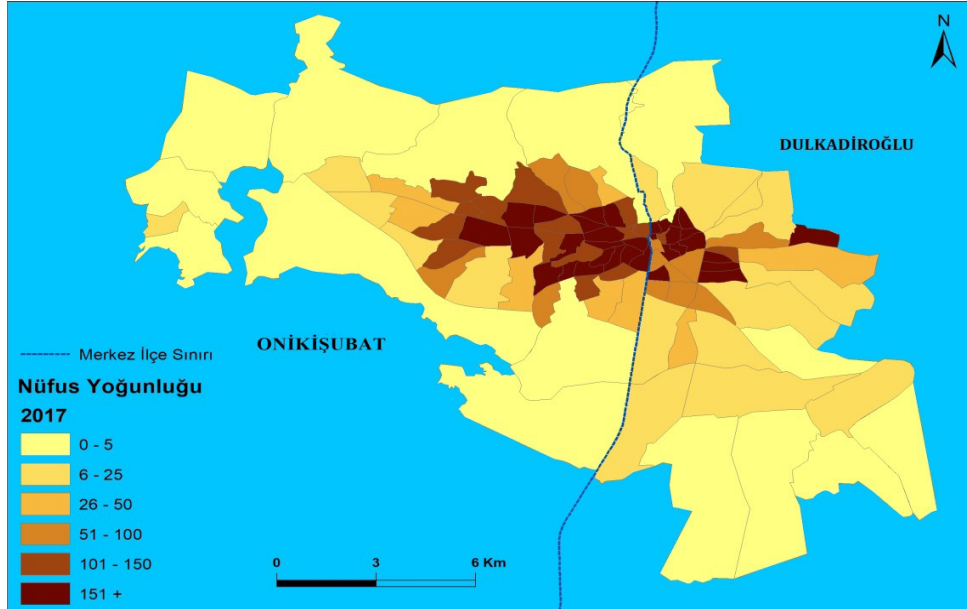 N
DULKADİROĞLU
ONİKİŞUBAT
Merkez İlçe Sınırı
Nüfus Yoğunluğu
2017
0 - 5
6 - 25
26 - 50
51 - 100
101 - 150
151 +
0 3 6 Km